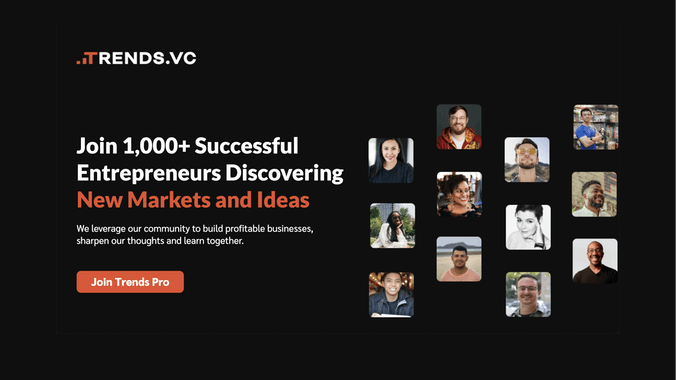 TRENDS.VC
Join 1,000+ Successful
Entrepreneurs Discovering
New Markets and Ideas
We leverage our community to build profitable businesses,
sharpen our thoughts and learn together.
Join Trends Pro